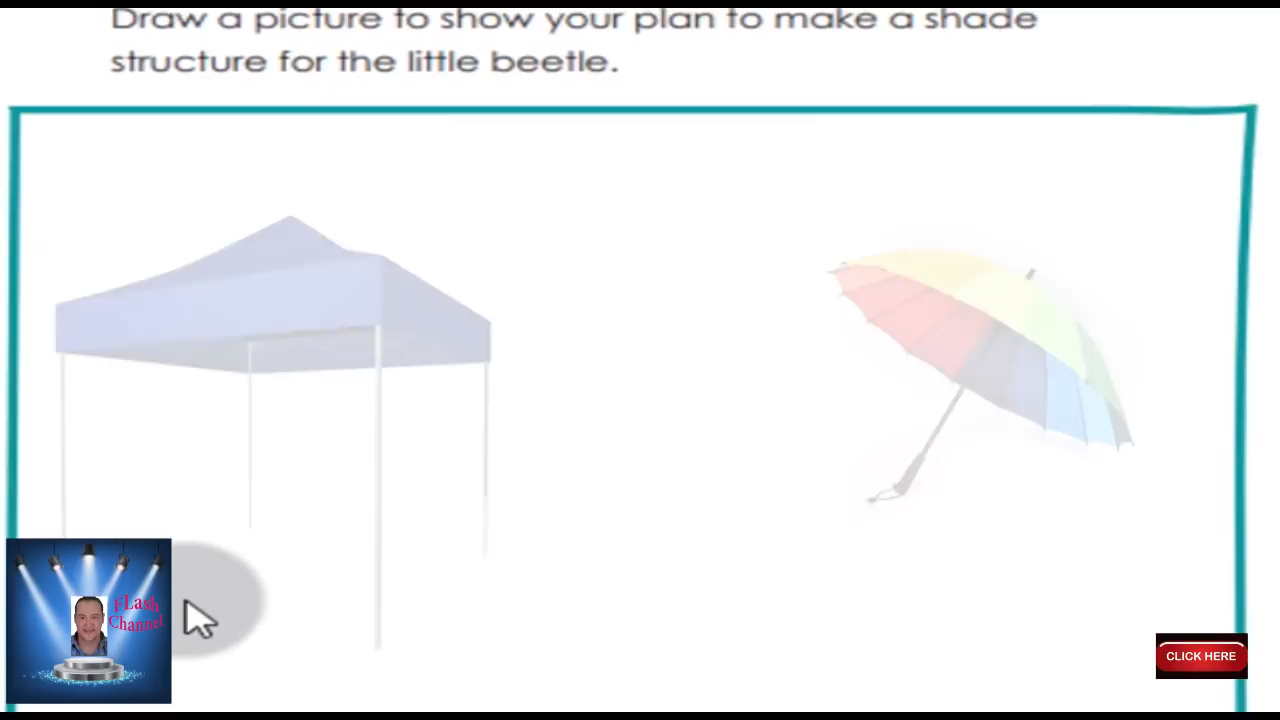 Draw a picture to show your plan to make a shade
structure for the little beetle.
FLash
Channel
CLICK HERE